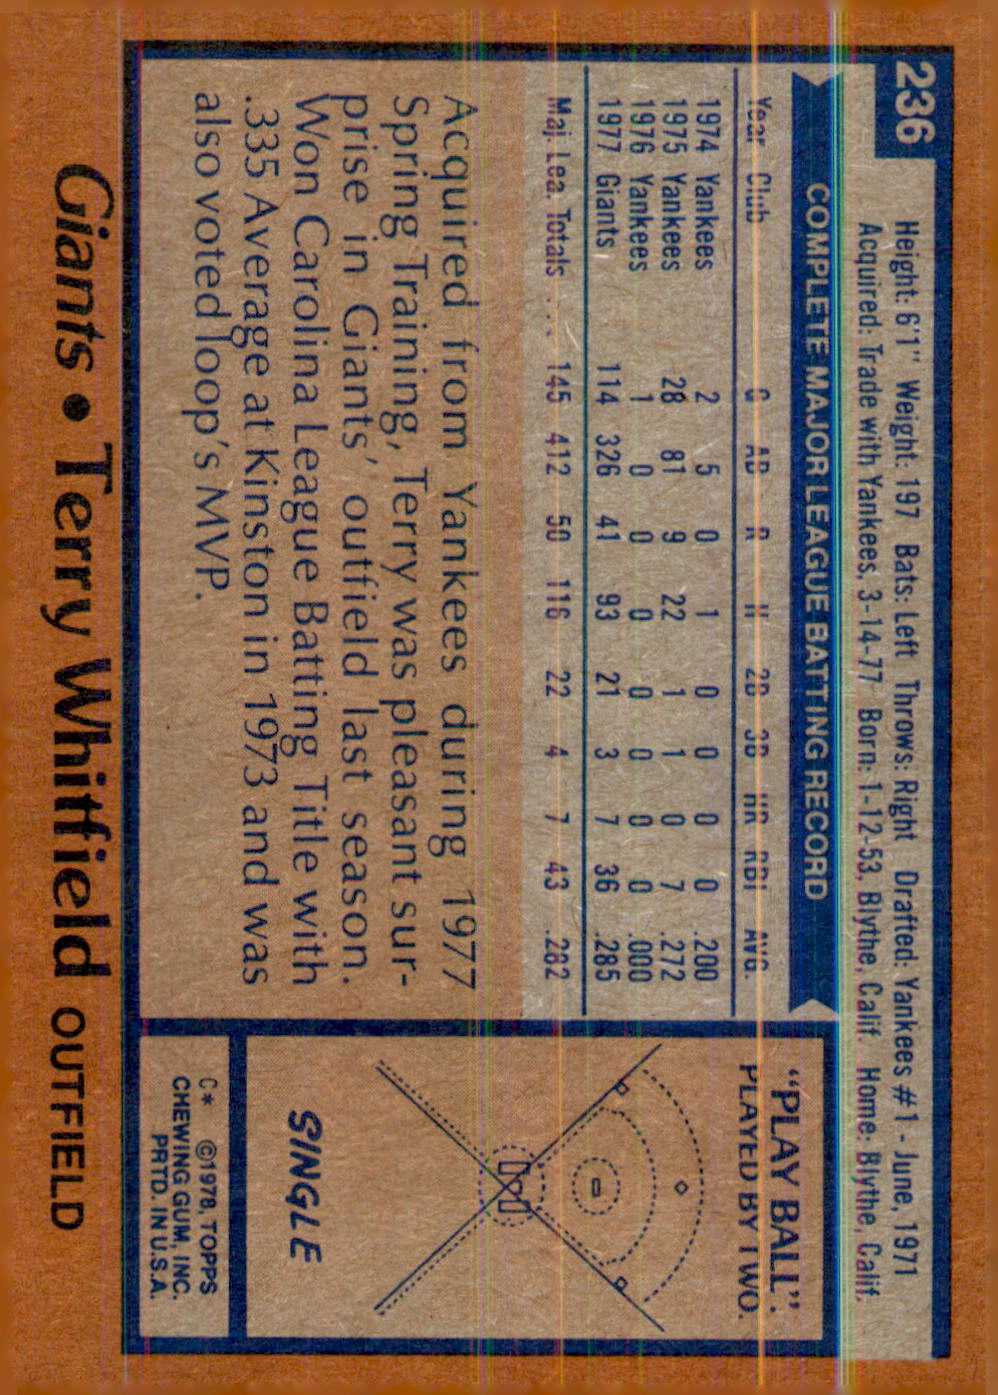 236
Height: 6'1" Weight: 197 Bats: Left Throws: Right Drafted: Yankees #1 - June, 1971
Acquired: Trade with Yankees, 3-14-77 Born: 1-12-53, Blythe, Calif. Home: Blythe, Calif.
COMPLETE MAJOR LEAGUE BATTING RECORD
Year Club G AB R H 2B 3B HR RBI AVG.
1974 Yankees 2 5 0 1 0 0 0 0 .200
1975 Yankees 28 81 9 22 1 1 0 7 .272
1976 Yankees 1 0 0 0 0 0 0 0 .000
1977 Giants 114 326 41 93 21 3 7 36 .285
Maj. Lea. Totals .... 145 412 50 116 22 4 7 43 .282
Acquired from Yankees during 1977
Spring Training, Terry was pleasant sur-
prise in Giants' outfield last season.
Won Carolina League Batting Title with
.335 Average at Kinston in 1973 and was
also voted loop's MVP.
"PLAY BALL".
PLAYED BY TWO.
SINGLE
C* ©1978, TOPPS
CHEWING GUM, INC.
PRTD. IN U.S.A.
Giants • Terry Whitfield OUTFIELD